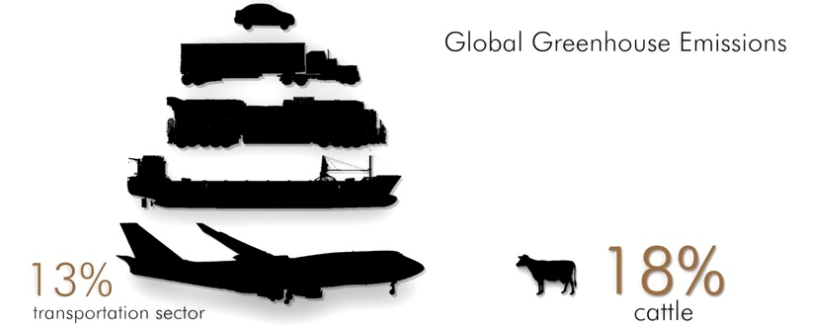 Global Greenhouse Emissions
13%
transportation sector
18%
cattle